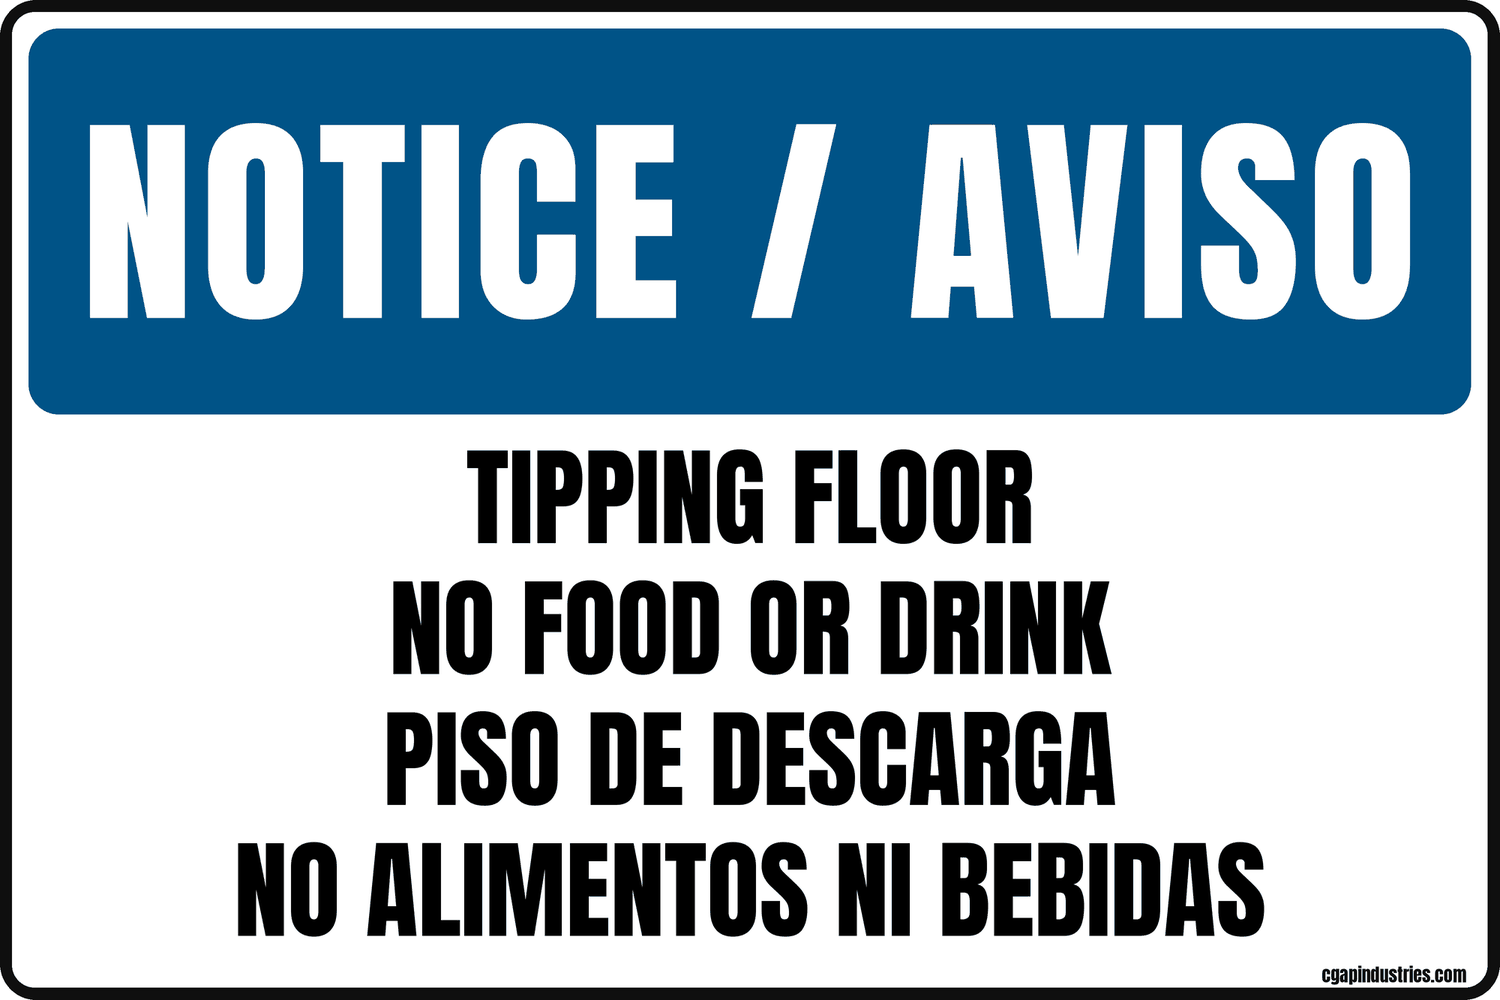 NOTICE / AVISO
TIPPING FLOOR
NO FOOD OR DRINK
PISO DE DESCARGA
NO ALIMENTOS NI BEBIDAS
cgapindustries.com